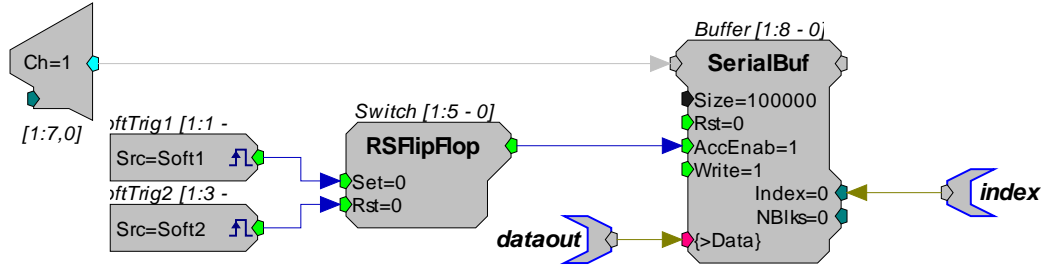 Buffer [1:8 - 0]
Ch=1
SerialBuf
Size=100000
[1:7,0]
oftTrig1 [1:1 -
Switch [1:5 - 0]
Rst=0
Src=Soft1
RSFlipFlop
AccEnab=1
Write=1
Set=0
oftTrig2 [1:3 -
Rst=0
Index=0
index
NBlks=0
Src=Soft2
dataout
{>Data}